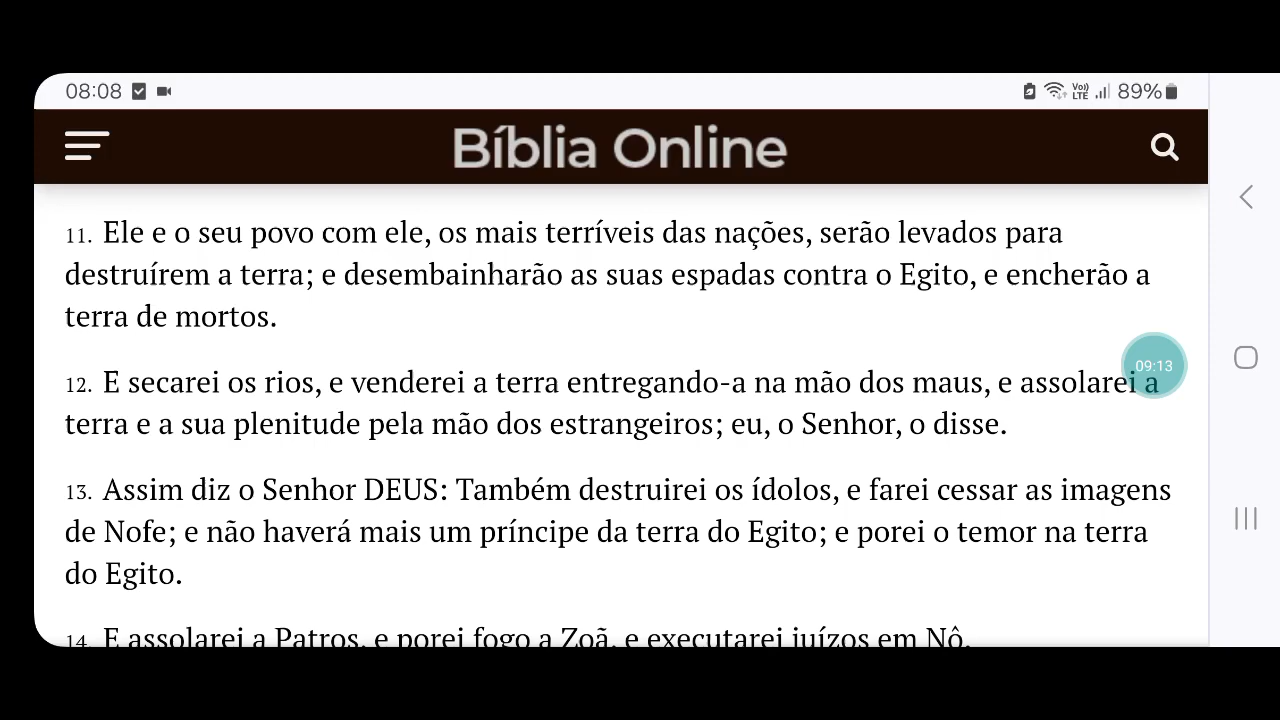 08:08
Vo)) LTE 89%
Bíblia Online
11. Ele e o seu povo com ele, os mais terríveis das nações, serão levados para
destruírem a terra; e desembainharão as suas espadas contra o Egito, e encherão a
terra de mortos.
09:13
12. E secarei os rios, e venderei a terra entregando-a na mão dos maus, e assolarei a
terra e a sua plenitude pela mão dos estrangeiros; eu, o Senhor, o disse.
13. Assim diz o Senhor DEUS: Também destruirei os ídolos, e farei cessar as imagens
de Nofe; e não haverá mais um príncipe da terra do Egito; e porei o temor na terra
do Egito.
14. E assolarei a Patros, e porei fogo a Zoã, e executarei juízos em Nô.